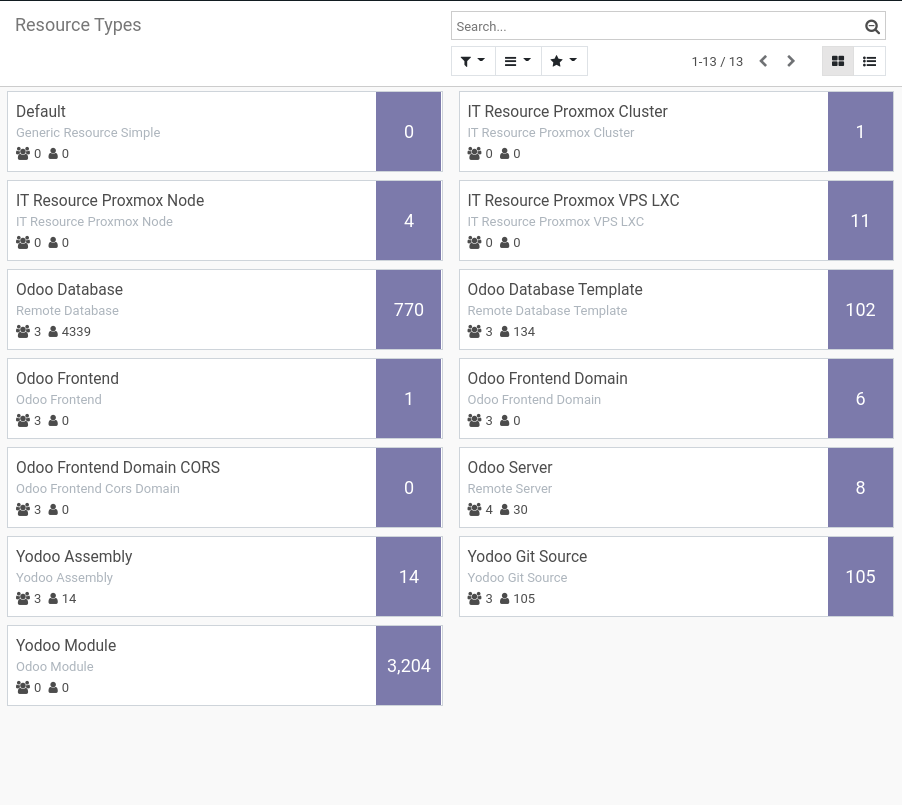 Resource Types
Search...
1-13 / 13
Default
Generic Resource Simple
0 0
0
IT Resource Proxmox Cluster
IT Resource Proxmox Cluster
0 0
1
IT Resource Proxmox Node
IT Resource Proxmox Node
0 0
4
IT Resource Proxmox VPS LXC
IT Resource Proxmox VPS LXC
0 0
11
Odoo Database
Remote Database
3 4339
770
Odoo Database Template
Remote Database Template
3 134
102
Odoo Frontend
Odoo Frontend
3 0
1
Odoo Frontend Domain
Odoo Frontend Domain
3 0
6
Odoo Frontend Domain CORS
Odoo Frontend Cors Domain
3 0
0
Odoo Server
Remote Server
4 30
8
Yodoo Assembly
Yodoo Assembly
3 14
14
Yodoo Git Source
Yodoo Git Source
3 105
105
Yodoo Module
Odoo Module
0 0
3,204